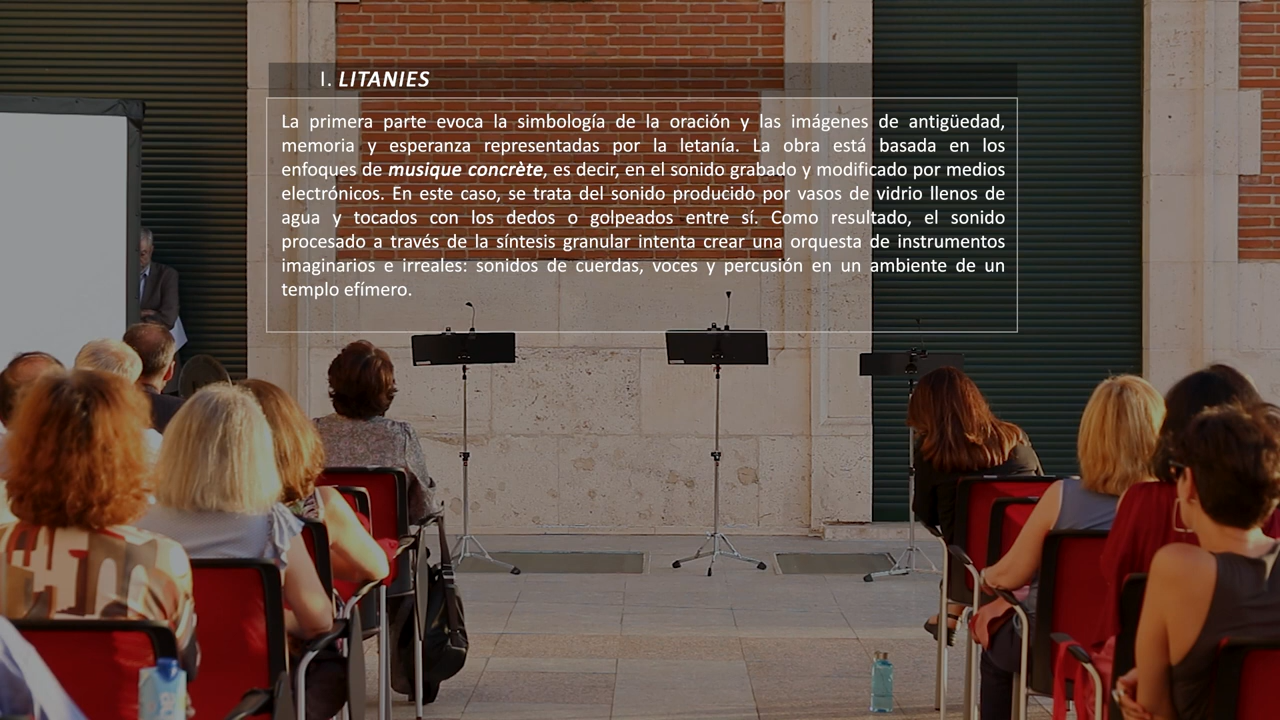 I. LITANIES
La primera parte evoca la simbología de la oración y las imágenes de antigüedad,
memoria y esperanza representadas por la letanía. La obra está basada en los
enfoques de musique concrète, es decir, en el sonido grabado y modificado por medios
electrónicos. En este caso, se trata del sonido producido por vasos de vidrio llenos de
agua y tocados con los dedos o golpeados entre sí. Como resultado, el sonido
procesado a través de la síntesis granular intenta crear una orquesta de instrumentos
imaginarios e irreales: sonidos de cuerdas, voces y percusión en un ambiente de un
templo efímero.